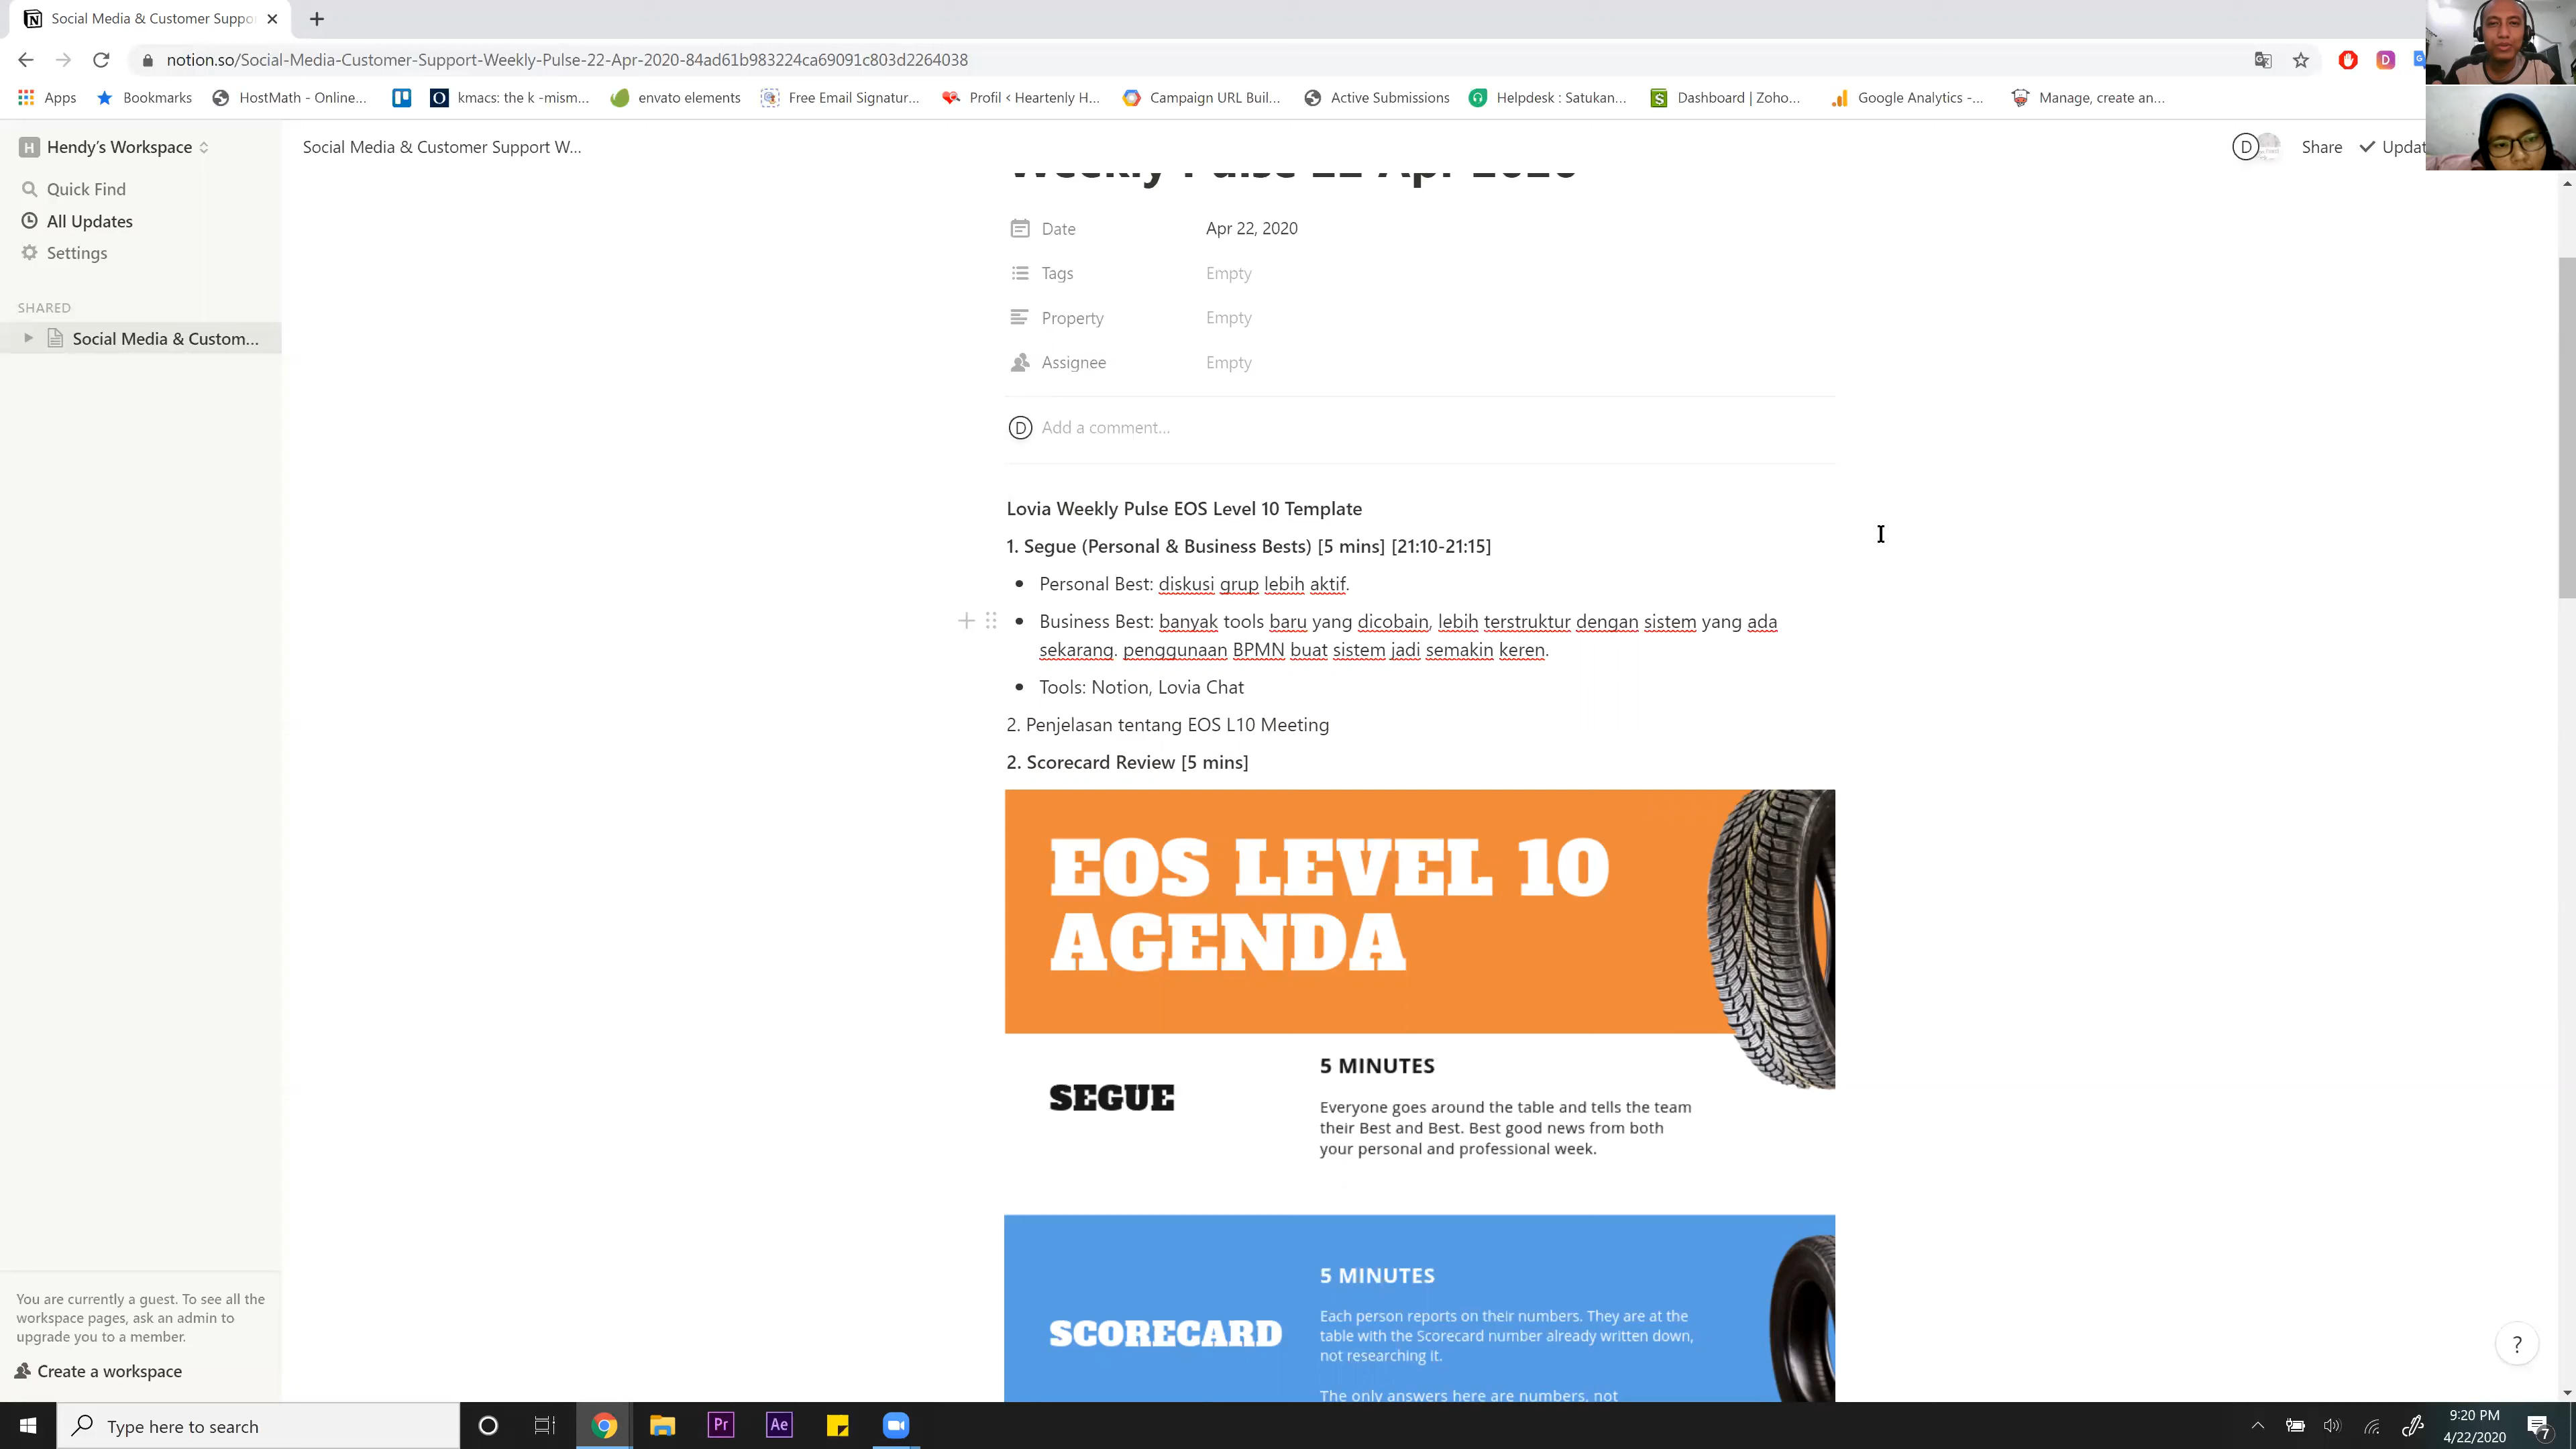 Social Media & Customer Suppo
notion.so/Social-Media-Customer-Support-Weekly-Pulse-22-Apr-2020-84ad61b983224ca69091c803d2264038
Apps Bookmarks HostMath - Online... kmacs: the k -mism... envato elements Free Email Signatur... Profil < Heartenly H... Campaign URL Buil... Active Submissions Helpdesk : Satukan... Dashboard | Zoho... Google Analytics -... Manage, create an...
H Hendy's Workspace
Social Media & Customer Support W...
D Share Updat
Quick Find
All Updates
Settings
SHARED
Social Media & Custom...
Weekly Pulse 22 Apr 2020
Date Apr 22, 2020
Tags Empty
Property Empty
Assignee Empty
D Add a comment...
Lovia Weekly Pulse EOS Level 10 Template
1. Segue (Personal & Business Bests) [5 mins] [21:10-21:15]
• Personal Best: diskusi grup lebih aktif.
• Business Best: banyak tools baru yang dicobain, lebih terstruktur dengan sistem yang ada
sekarang. penggunaan BPMN buat sistem jadi semakin keren.
• Tools: Notion, Lovia Chat
2. Penjelasan tentang EOS L10 Meeting
2. Scorecard Review [5 mins]
EOS LEVEL 10
AGENDA
SEGUE
5 MINUTES
Everyone goes around the table and tells the team
their Best and Best. Best good news from both
your personal and professional week.
SCORECARD
5 MINUTES
Each person reports on their numbers. They are at the
table with the Scorecard number already written down,
not researching it.
The only answers here are numbers, not
You are currently a guest. To see all the
workspace pages, ask an admin to
upgrade you to a member.
Create a workspace
?
Type here to search
Pr Ae
9:20 PM
4/22/2020
7